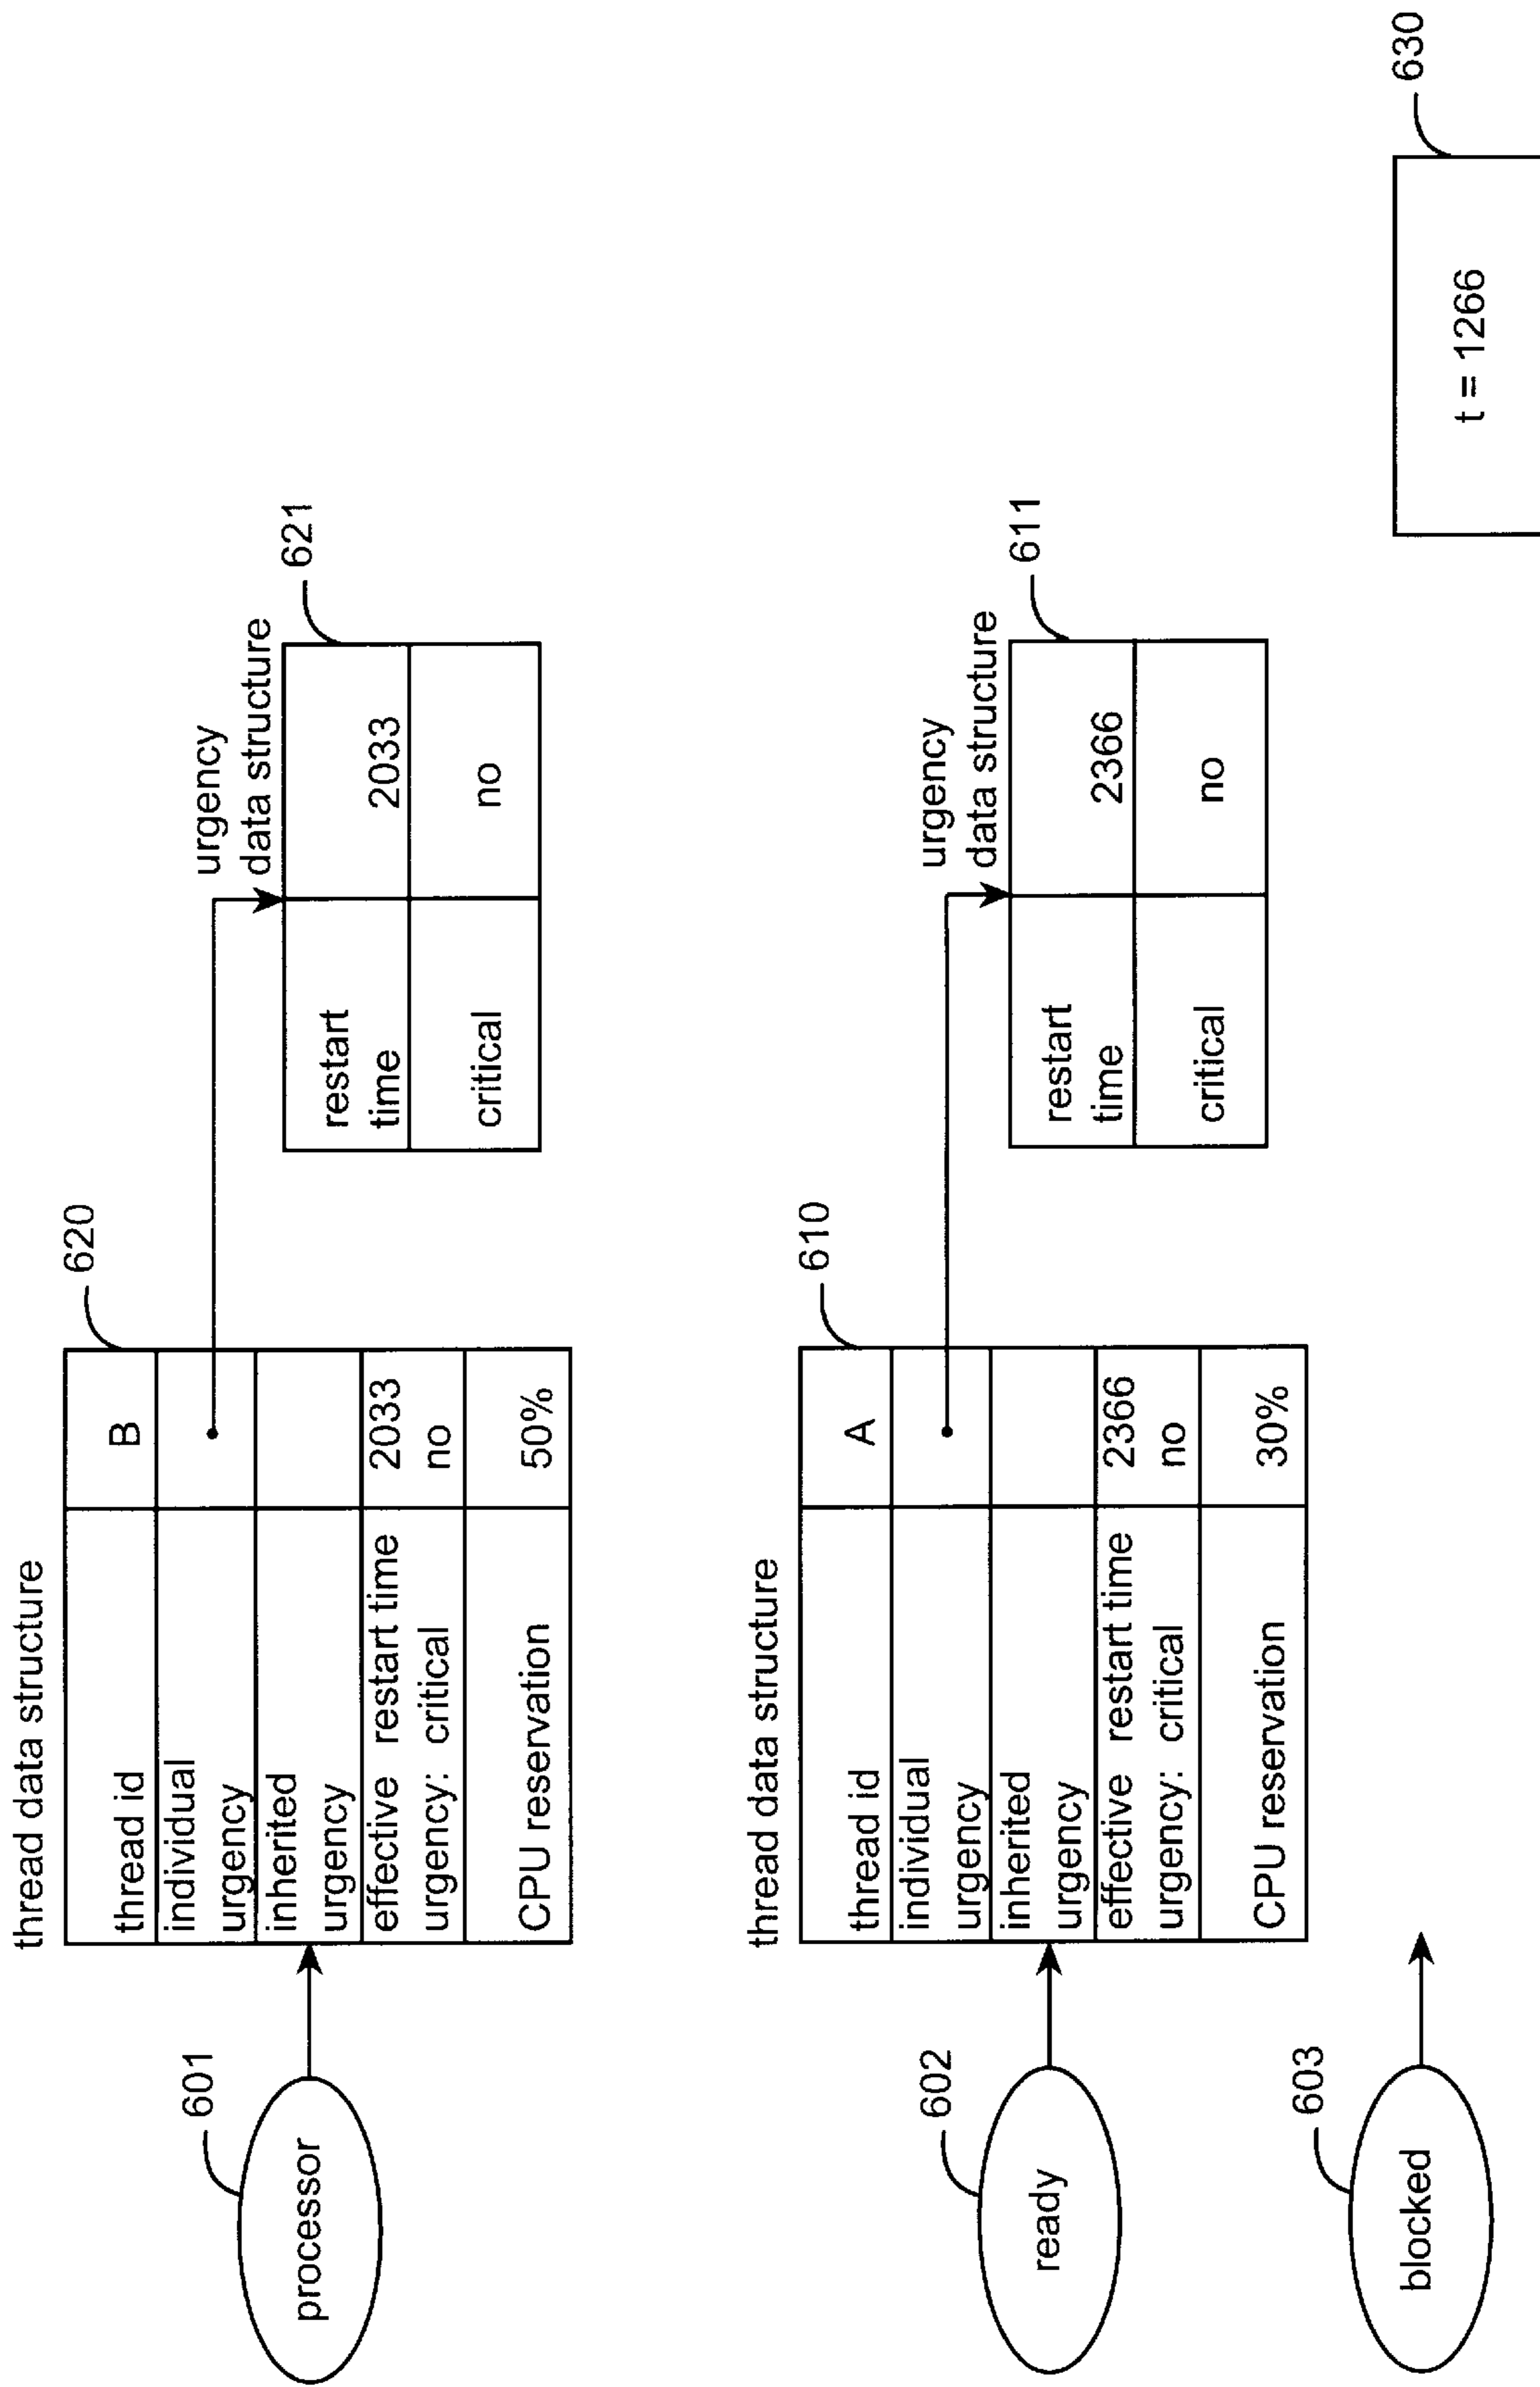 thread data structure
620
thread id B
individual
urgency
inherited
urgency
effective restart time 2033
urgency: critical no
CPU reservation 50%
601
processor
urgency
data structure
621
restart
time 2033
critical no
thread data structure
610
thread id A
individual
urgency
inherited
urgency
effective restart time 2366
urgency: critical no
CPU reservation 30%
602
ready
urgency
data structure
611
restart
time 2366
critical no
603
blocked
630
t = 1266